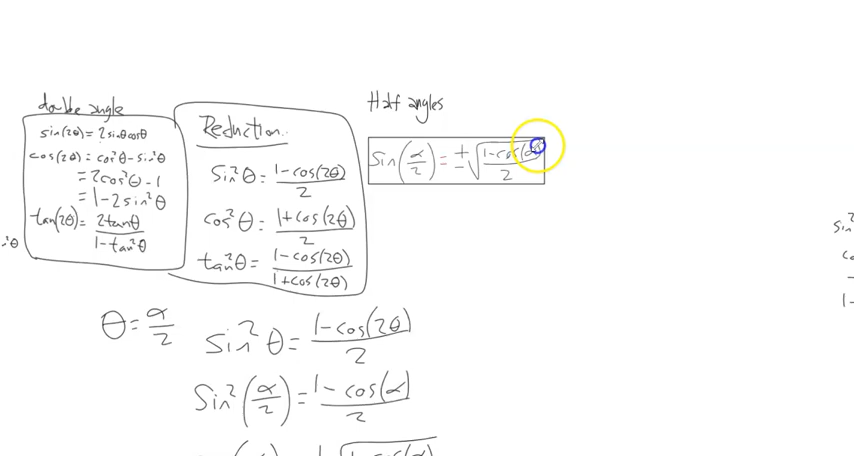 double angle
sin(2θ) = 2sinθcosθ
cos(2θ) = cos²θ - sin²θ
= 2cos²θ - 1
= 1 - 2sin²θ
tan(2θ) = 2tanθ / 1 - tan²θ
Reduction
sin²θ = 1 - cos(2θ) / 2
cos²θ = 1 + cos(2θ) / 2
tan²θ = 1 - cos(2θ) / 1 + cos(2θ)
Half angles
sin(α/2) = ±√(1 - cos(α) / 2)
θ = α/2
sin²θ = 1 - cos(2θ) / 2
sin²(α/2) = 1 - cos(α) / 2